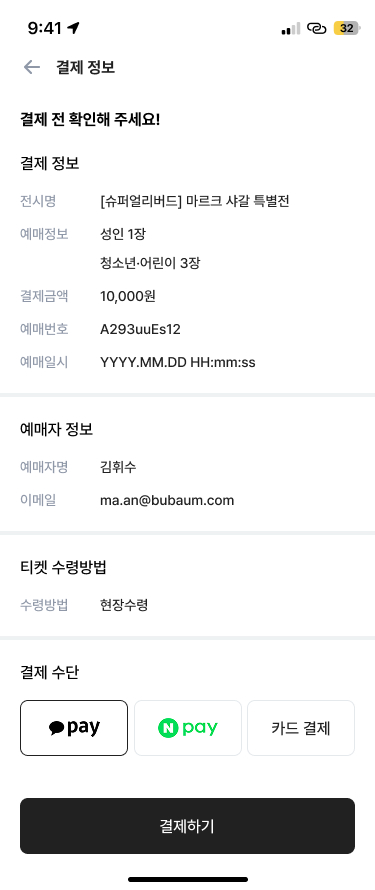 9:41
32
결제 정보
결제 전 확인해 주세요!
결제 정보
전시명 [슈퍼얼리버드] 마르크 샤갈 특별전
예매정보 성인 1장
청소년·어린이 3장
결제금액 10,000원
예매번호 A293uuEs12
예매일시 YYYY.MM.DD HH:mm:ss
예매자 정보
예매자명 김휘수
이메일 ma.an@bubaum.com
티켓 수령방법
수령방법 현장수령
결제 수단
pay N pay 카드 결제
결제하기